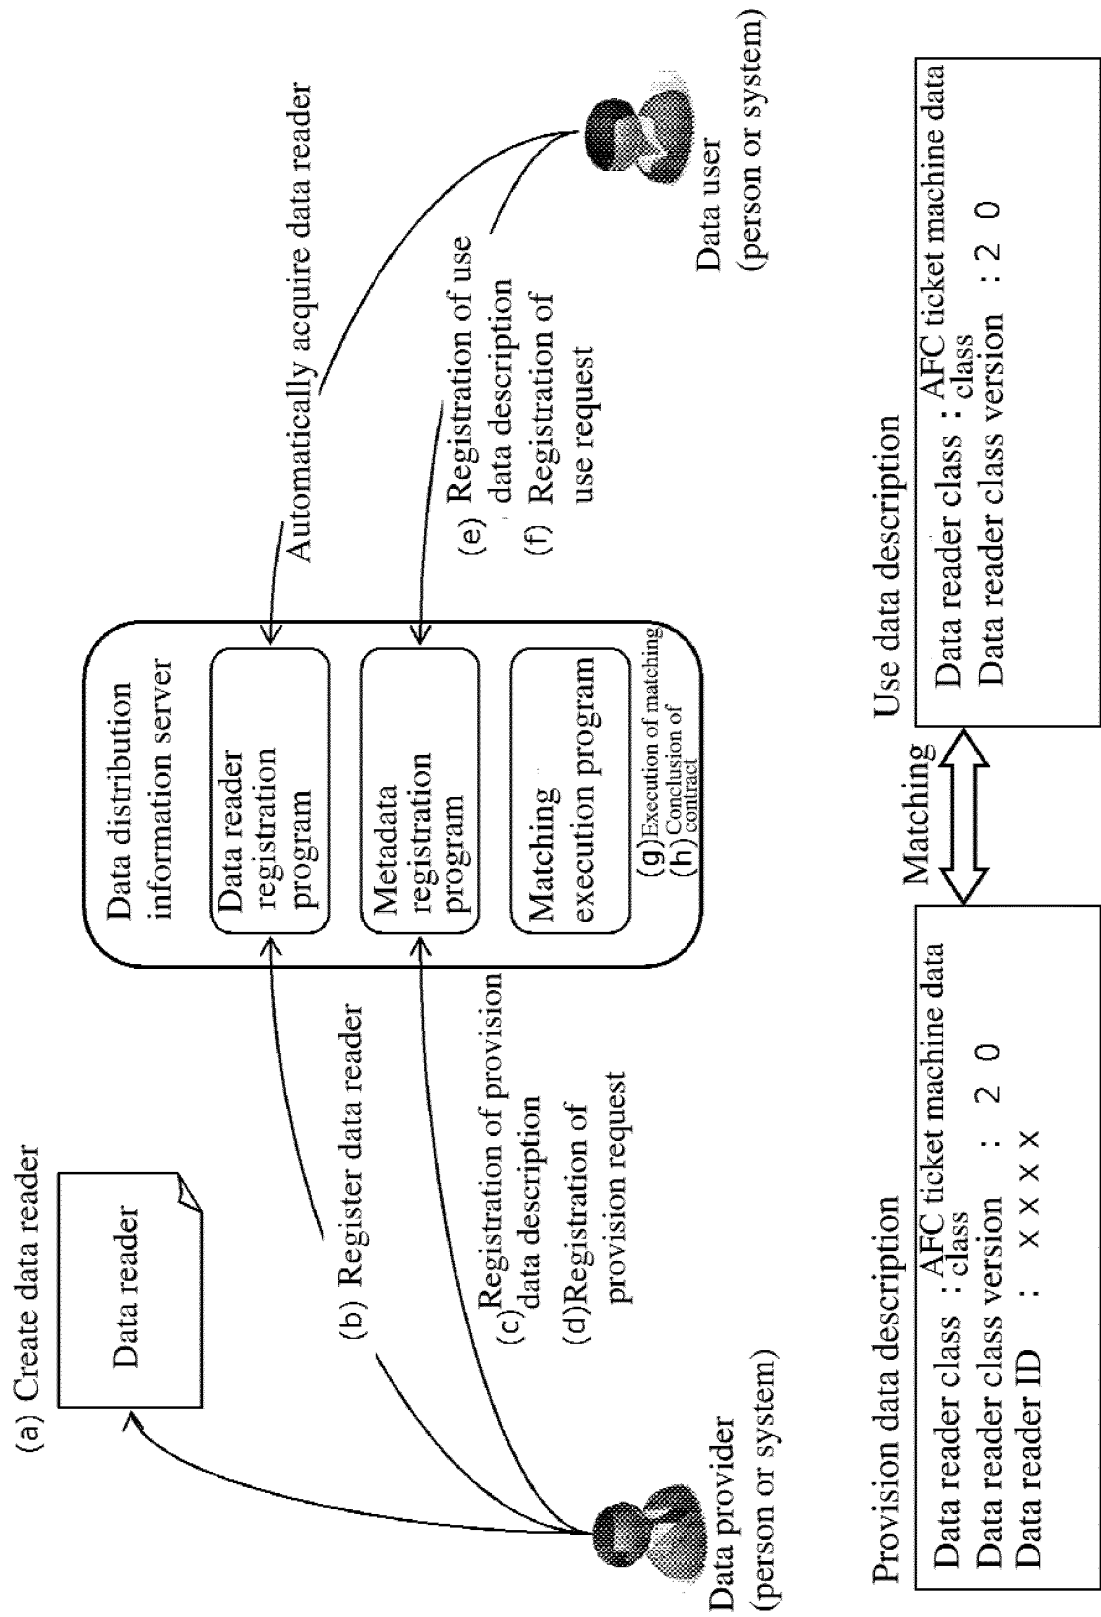 (a) Create data reader
Data reader
(b) Register data reader
(c) Registration of provision
data description
(d) Registration of
provision request
Data provider
(person or system)
Data distribution
information server
Data reader
registration
program
Metadata
registration
program
Matching
execution program
(g) Execution of matching
(h) Conclusion of
contract
Automatically acquire data reader
(e) Registration of use
data description
(f) Registration of
use request
Data user
(person or system)
Provision data description
Data reader class : AFC ticket machine data
class
Data reader class version : 2 0
Data reader ID : x x x x
Matching
Use data description
Data reader class : AFC ticket machine data
class
Data reader class version : 2 0